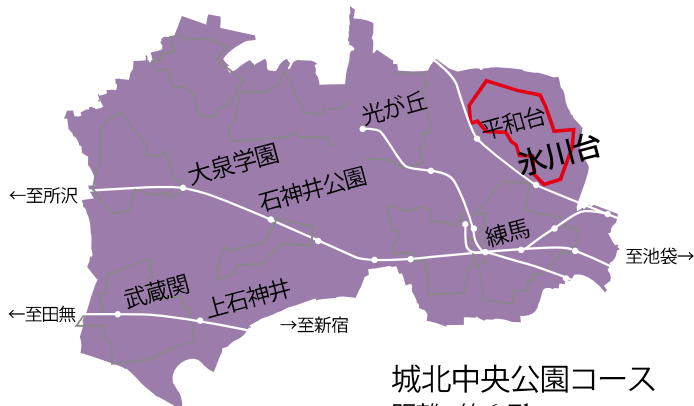 光が丘
平和台
氷川台
大泉学園
石神井公園
←至所沢
練馬
至池袋→
武蔵関
上石神井
←至田無
→至新宿
城北中央公園コース